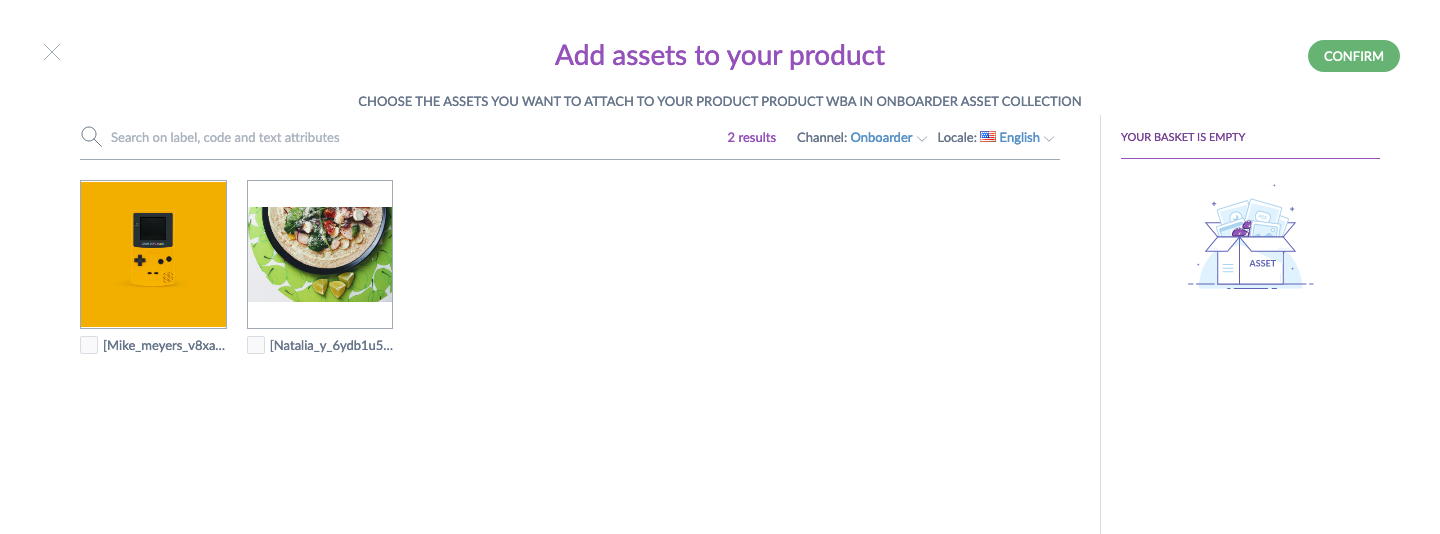 Add assets to your product
CONFIRM
CHOOSE THE ASSETS YOU WANT TO ATTACH TO YOUR PRODUCT PRODUCT WBA IN ONBOARDER ASSET COLLECTION
Search on label, code and text attributes
2 results
Channel: Onboarder
Locale: English
YOUR BASKET IS EMPTY
ASSET
[Mike_meyers_v8xa...
[Natalia_y_6ydb1u5...